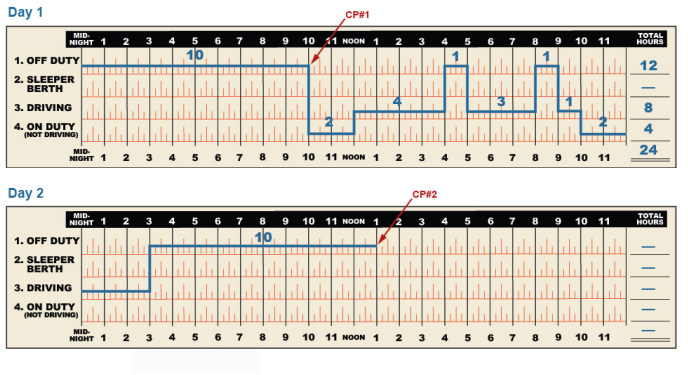 Day 1
CP#1
MID-NIGHT 1 2 3 4 5 6 7 8 9 10 11 NOON 1 2 3 4 5 6 7 8 9 10 11 TOTAL HOURS
1. OFF DUTY 10 1 1 12
2. SLEEPER BERTH —
3. DRIVING 4 3 1 8
4. ON DUTY (NOT DRIVING) 2 2 4
MID-NIGHT 1 2 3 4 5 6 7 8 9 10 11 NOON 1 2 3 4 5 6 7 8 9 10 11 24
Day 2
CP#2
MID-NIGHT 1 2 3 4 5 6 7 8 9 10 11 NOON 1 2 3 4 5 6 7 8 9 10 11 TOTAL HOURS
1. OFF DUTY 10 —
2. SLEEPER BERTH —
3. DRIVING —
4. ON DUTY (NOT DRIVING) —
MID-NIGHT 1 2 3 4 5 6 7 8 9 10 11 NOON 1 2 3 4 5 6 7 8 9 10 11 —